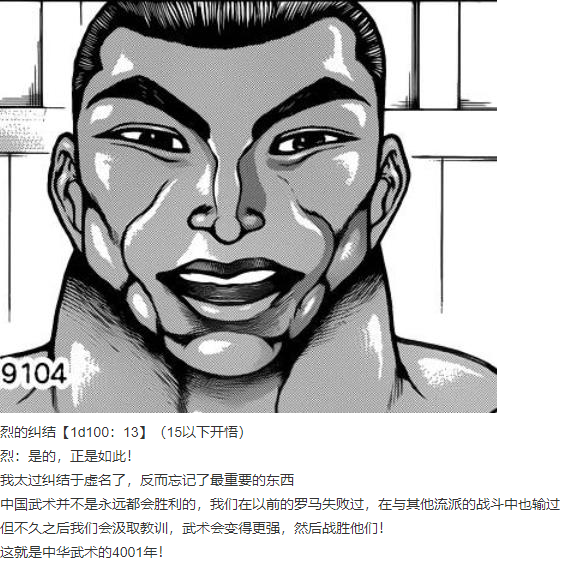 9104
烈的纠结【1d100：13】（15以下开悟）
烈：是的，正是如此！
我太过纠结于虚名了，反而忘记了最重要的东西
中国武术并不是永远都会胜利的，我们在以前的罗马失败过，在与其他流派的战斗中也输过
但不久之后我们会汲取教训，武术会变得更强，然后战胜他们！
这就是中华武术的4001年！